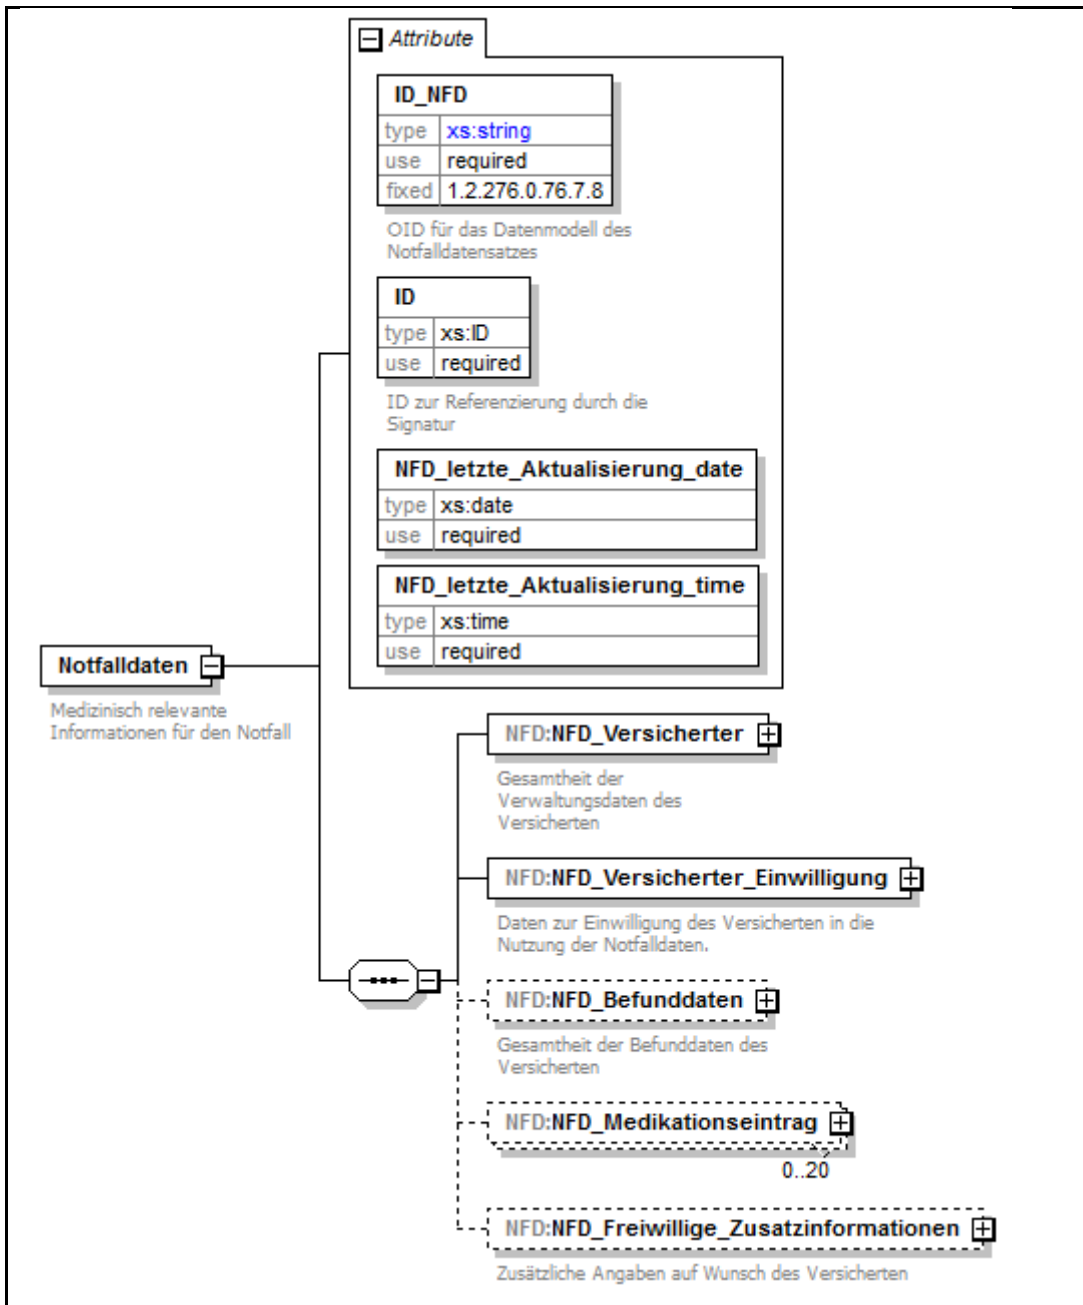 Attribute
ID_NFD
type xs:string
use required
fixed 1.2.276.0.76.7.8
OID für das Datenmodell des
Notfalldatensatzes
ID
type xs:ID
use required
ID zur Referenzierung durch die
Signatur
NFD_letzte_Aktualisierung_date
type xs:date
use required
NFD_letzte_Aktualisierung_time
type xs:time
use required
Notfalldaten
Medizinisch relevante
Informationen für den Notfall
NFD:NFD_Versicherter
Gesamtheit der
Verwaltungsdaten des
Versicherten
NFD:NFD_Versicherter_Einwilligung
Daten zur Einwilligung des Versicherten in die
Nutzung der Notfalldaten.
NFD:NFD_Befunddaten
Gesamtheit der Befunddaten des
Versicherten
NFD:NFD_Medikationseintrag
0..20
NFD:NFD_Freiwillige_Zusatzinformationen
Zusätzliche Angaben auf Wunsch des Versicherten